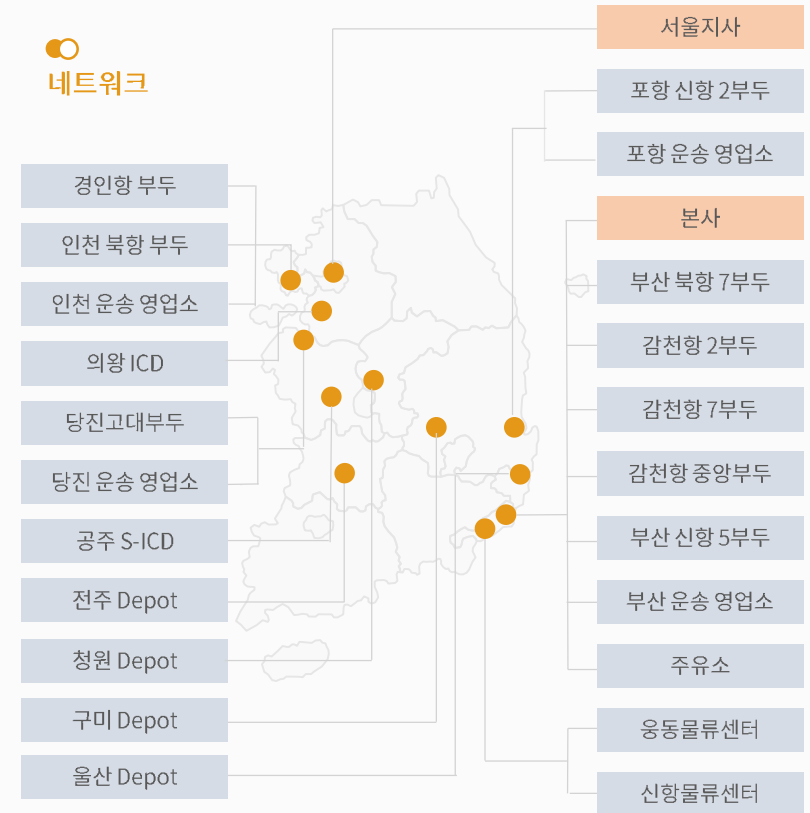 네트워크
경인항 부두
인천 북항 부두
인천 운송 영업소
의왕 ICD
당진고대부두
당진 운송 영업소
공주 S-ICD
전주 Depot
청원 Depot
구미 Depot
울산 Depot
서울지사
포항 신항 2부두
포항 운송 영업소
본사
부산 북항 7부두
감천항 2부두
감천항 7부두
감천항 중앙부두
부산 신항 5부두
부산 운송 영업소
주유소
웅동물류센터
신항물류센터